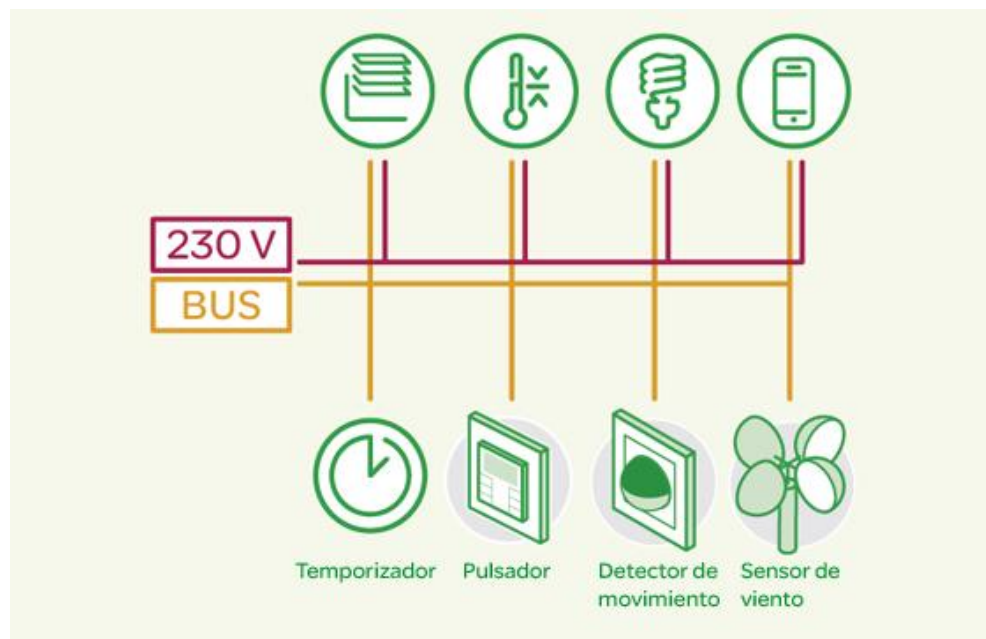 230 V
BUS
Temporizador
Pulsador
Detector de
movimiento
Sensor de
viento